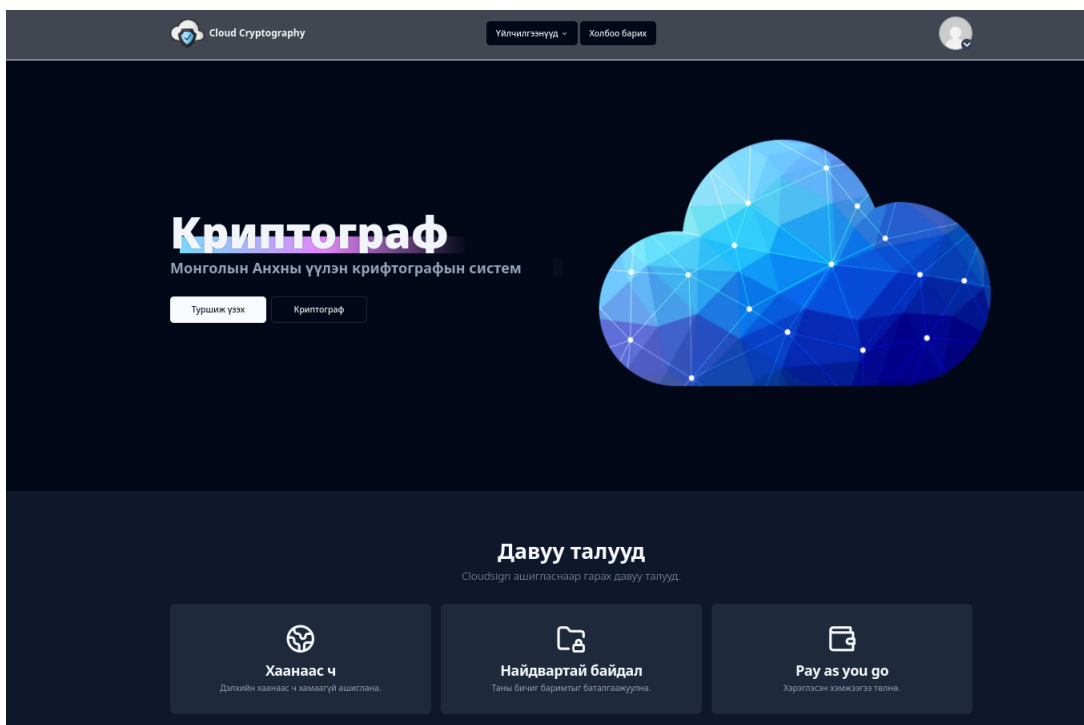 Cloud Cryptography
Үйлчилгээнүүд
Холбоо барих
Криптограф
Монголын Анхны үүлэн крифтографын систем
Туршиж үзэх
Криптограф
Давуу талууд
Cloudsign ашигласнаар гарах давуу талууд.
Хаанаас ч
Дэлхийн хаанаас ч хамаагүй ашиглана.
Найдвартай байдал
Таны бичиг баримтыг баталгаажуулна.
Pay as you go
Хэрэглэсэн хэмжээгээ төлнө.